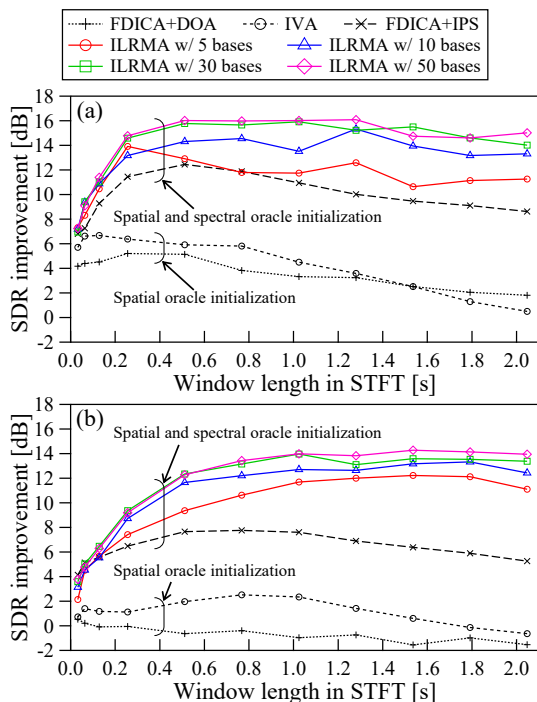 FDICA+DOA IVA FDICA+IPS
ILRMA w/ 5 bases ILRMA w/ 10 bases
ILRMA w/ 30 bases ILRMA w/ 50 bases
(a)
SDR improvement [dB]
18
16
14
12
10
8
6
4
2
0
-2
Spatial and spectral oracle initialization
Spatial oracle initialization
0.0 0.2 0.4 0.6 0.8 1.0 1.2 1.4 1.6 1.8 2.0
Window length in STFT [s]
(b)
SDR improvement [dB]
18
16
14
12
10
8
6
4
2
0
-2
Spatial and spectral oracle initialization
Spatial oracle initialization
0.0 0.2 0.4 0.6 0.8 1.0 1.2 1.4 1.6 1.8 2.0
Window length in STFT [s]